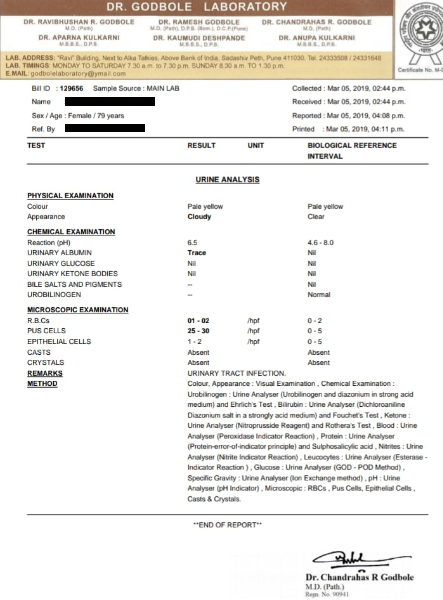 DR. GODBOLE LABORATORY
DR. RAVIBHUSHAN R. GODBOLE DR. RAMESH GODBOLE DR. CHANDRAHAS R GODBOLE
M.D. (Path) M.D. (Path), D.P.B. (Bom.), D.C.P.(Pune) M.D. (Path)
DR. APARNA KULKARNI KAUMUDI DESHPANDE DR. ANUPA KULKARNI
M.B.B.S., D.P.B. M.B.B.S., D.P.B. M.B.B.S.
LAB. ADDRESS: "Ravi" Building, Next to Alka Talkies, Above Bank of India, Sadashiv Peth, Pune 411030. Tel. 24333508 / 24331648
LAB. TIMINGS: MONDAY TO SATURDAY 7.30 a.m. to 7.30 p.m. SUNDAY 8.30 A.M. TO 1.30 p.m.
E.MAIL : godbolelaboratory@ymail.com
Certificate No. M-0
Bill ID : 129656 Sample Source : MAIN LAB Collected : Mar 05, 2019, 02:44 p.m.
Name Received : Mar 05, 2019, 02:44 p.m.
Sex / Age : Female / 79 years Reported : Mar 05, 2019, 04:08 p.m.
Ref. By Printed : Mar 05, 2019, 04:11 p.m.
TEST RESULT UNIT BIOLOGICAL REFERENCE
INTERVAL
URINE ANALYSIS
PHYSICAL EXAMINATION
Colour Pale yellow Pale yellow
Appearance Cloudy Clear
CHEMICAL EXAMINATION
Reaction (pH) 6.5 4.6 - 8.0
URINARY ALBUMIN Trace Nil
URINARY GLUCOSE Nil Nil
URINARY KETONE BODIES Nil Nil
BILE SALTS AND PIGMENTS -- Nil
UROBILINOGEN -- Normal
MICROSCOPIC EXAMINATION
R.B.Cs 01 - 02 /hpf 0 - 2
PUS CELLS 25 - 30 /hpf 0 - 5
EPITHELIAL CELLS 1 - 2 /hpf 0 - 5
CASTS Absent Absent
CRYSTALS Absent Absent
REMARKS URINARY TRACT INFECTION.
METHOD Colour, Appearance : Visual Examination , Chemical Examination :
Urobilinogen : Urine Analyser (Urobilinogen and diazonium in strong acid
medium) and Ehrlich's Test , Bilirubin : Urine Analyser (Dichloroaniline
Diazonium salt in a strongly acid medium) and Fouchet's Test , Ketone :
Urine Analyser (Nitroprusside Reagent) and Rothera's Test , Blood : Urine
Analyser (Peroxidase Indicator Reaction) , Protein : Urine Analyser
(Protein-error-of-indicator principle) and Sulphosalicylic acid , Nitrites : Urine
Analyser (Nitrite Indicator Reaction) , Leucocytes : Urine Analyser (Esterase -
Indicator Reaction ) , Glucose : Urine Analyser (GOD - POD Method) ,
Specific Gravity : Urine Analyser (Ion Exchange method) , pH : Urine
Analyser (pH Indicator) , Microscopic : RBCs , Pus Cells, Epithelial Cells ,
Casts & Crystals.
**END OF REPORT**
Dr. Chandrahas R Godbole
M.D. (Path.)
Regn. No. 90941